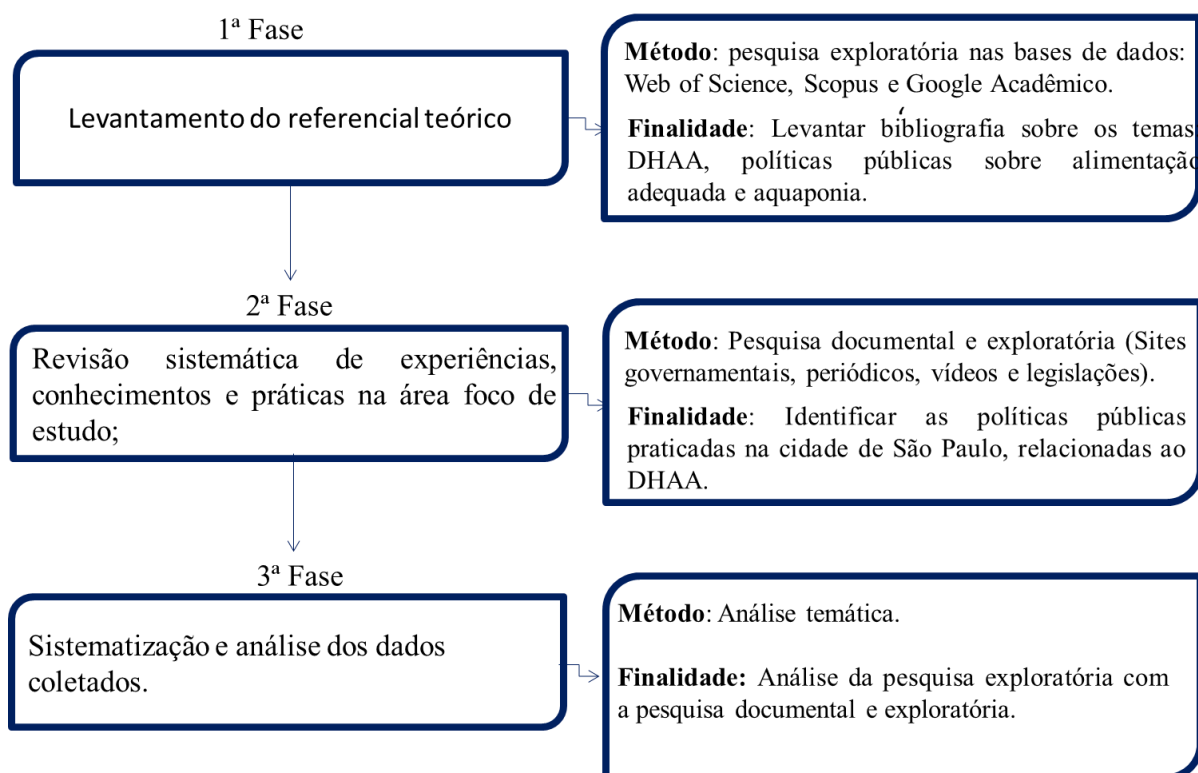 1ª Fase
Levantamento do referencial teórico
Método: pesquisa exploratória nas bases de dados:
Web of Science, Scopus e Google Acadêmico.
Finalidade: Levantar bibliografia sobre os temas
DHAA, políticas públicas sobre alimentação
adequada e aquaponia.
2ª Fase
Revisão sistemática de experiências,
conhecimentos e práticas na área foco de
estudo;
Método: Pesquisa documental e exploratória (Sites
governamentais, periódicos, vídeos e legislações).
Finalidade: Identificar as políticas públicas
praticadas na cidade de São Paulo, relacionadas ao
DHAA.
3ª Fase
Sistematização e análise dos dados
coletados.
Método: Análise temática.
Finalidade: Análise da pesquisa exploratória com
a pesquisa documental e exploratória.